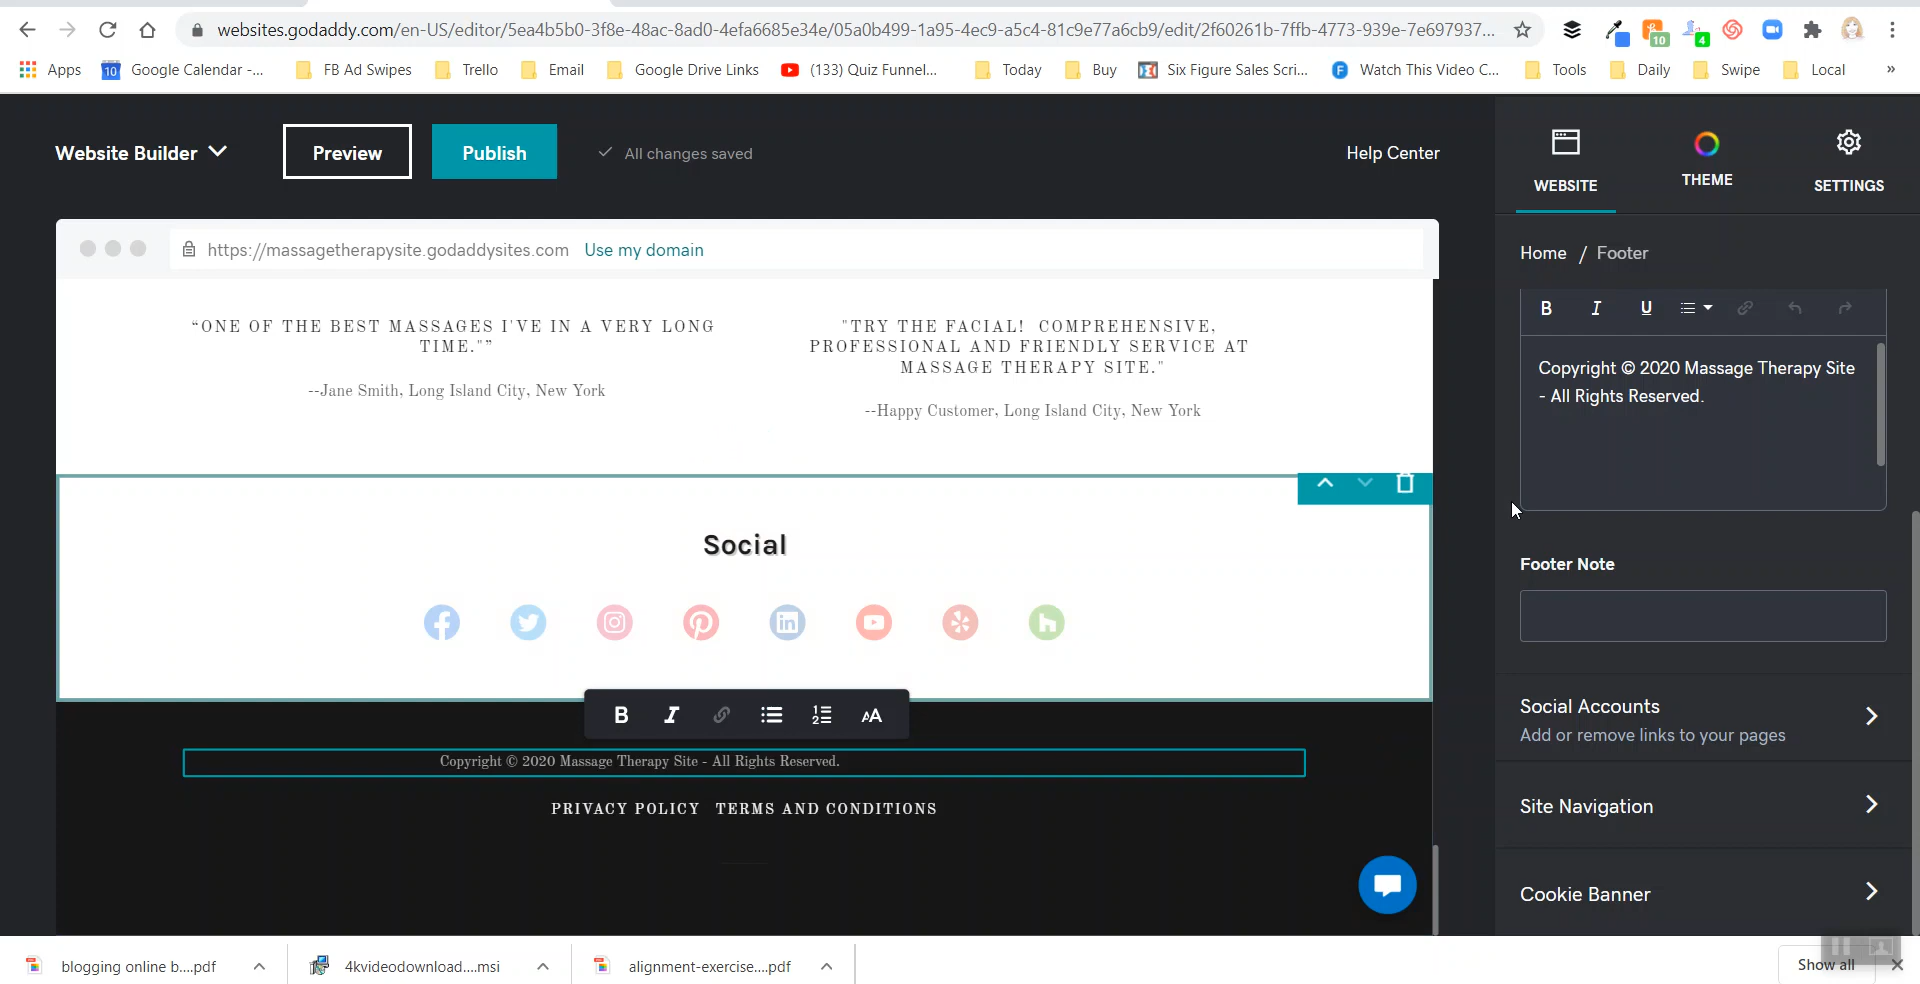 websites.godaddy.com/en-US/editor/5ea4b5b0-3f8e-48ac-8ad0-4efa6685e34e/05a0b499-1a95-4ec9-a5c4-81c9e77a6cb9/edit/2f60261b-7ffb-4773-939e-7e697937...
10
4
Apps
10
Google Calendar -...
FB Ad Swipes
Trello
Email
Google Drive Links
(133) Quiz Funnel...
Today
Buy
Six Figure Sales Scri...
F
Watch This Video C...
Tools
Daily
Swipe
Local
»
Website Builder
Preview
Publish
All changes saved
Help Center
WEBSITE
THEME
SETTINGS
https://massagetherapysite.godaddysites.com
Use my domain
Home / Footer
B I U
Copyright © 2020 Massage Therapy Site
- All Rights Reserved.
“ONE OF THE BEST MASSAGES I'VE IN A VERY LONG
TIME."”
--Jane Smith, Long Island City, New York
"TRY THE FACIAL! COMPREHENSIVE,
PROFESSIONAL AND FRIENDLY SERVICE AT
MASSAGE THERAPY SITE."
--Happy Customer, Long Island City, New York
Social
B I AA
Copyright © 2020 Massage Therapy Site - All Rights Reserved.
PRIVACY POLICY TERMS AND CONDITIONS
Footer Note
Social Accounts
Add or remove links to your pages
Site Navigation
Cookie Banner
blogging online b....pdf
4kvideodownload....msi
alignment-exercise....pdf
Show all